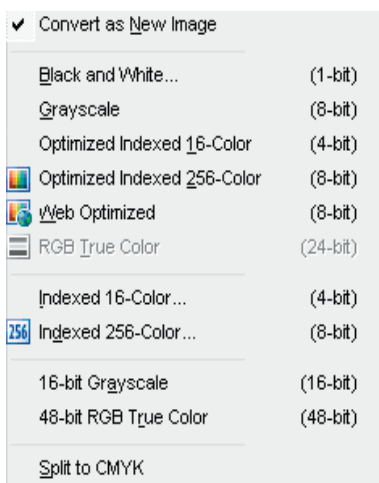 Convert as New Image
Black and White... (1-bit)
Grayscale (8-bit)
Optimized Indexed 16-Color (4-bit)
Optimized Indexed 256-Color (8-bit)
Web Optimized (8-bit)
RGB True Color (24-bit)
Indexed 16-Color... (4-bit)
256 Indexed 256-Color... (8-bit)
16-bit Grayscale (16-bit)
48-bit RGB True Color (48-bit)
Split to CMYK